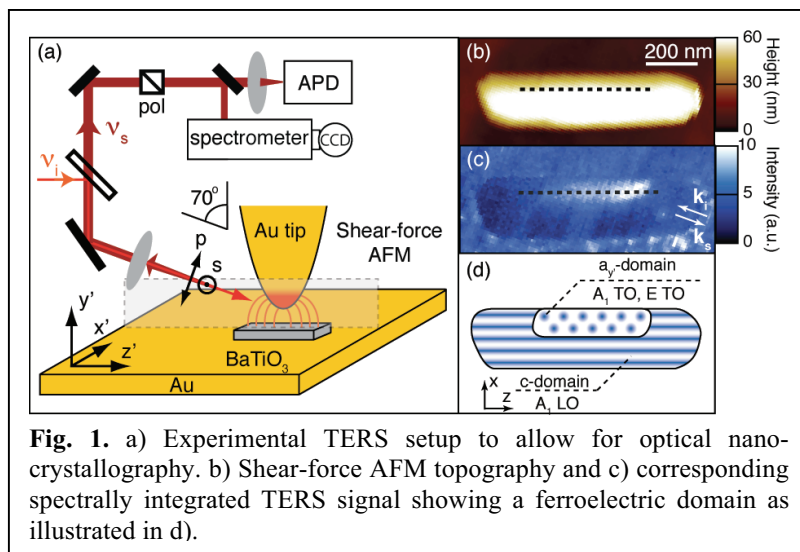 (a)
pol
APD
spectrometer
CCD
νs
νi
70°
Au tip
Shear-force
AFM
p
s
y'
x'
z'
BaTiO3
Au
(b)
200 nm
60
30
0
Height (nm)
(c)
ki
ks
10
5
0
Intensity (a.u.)
(d)
ay'-domain
A1 TO, E TO
c-domain
A1 LO
x
z
Fig. 1. a) Experimental TERS setup to allow for optical nano-
crystallography. b) Shear-force AFM topography and c) corresponding
spectrally integrated TERS signal showing a ferroelectric domain as
illustrated in d).